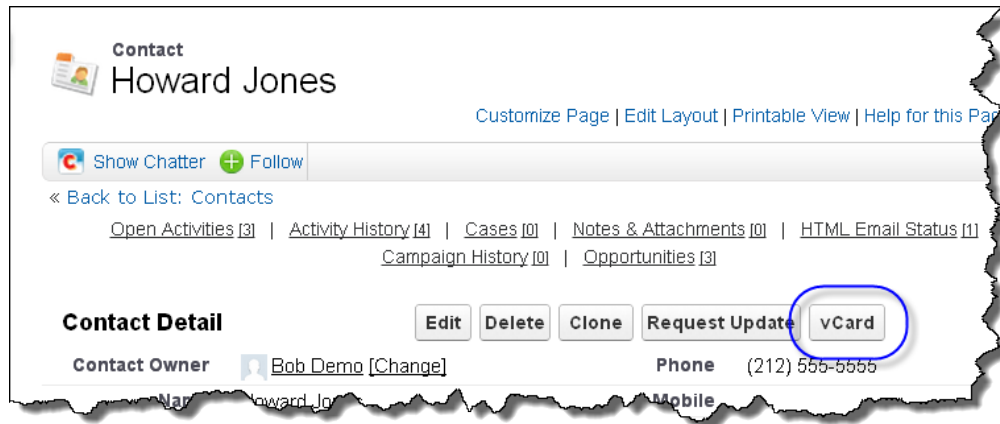 Contact
Howard Jones
Customize Page | Edit Layout | Printable View | Help for this
Show Chatter Follow
« Back to List: Contacts
Open Activities [3] | Activity History [4] | Cases [0] | Notes & Attachments [0] | HTML Email Status [1]
Campaign History [0] | Opportunities [3]
Contact Detail Edit Delete Clone Request Update vCard
Contact Owner Bob Demo [Change] Phone (212) 555-5555
Howard Mobile